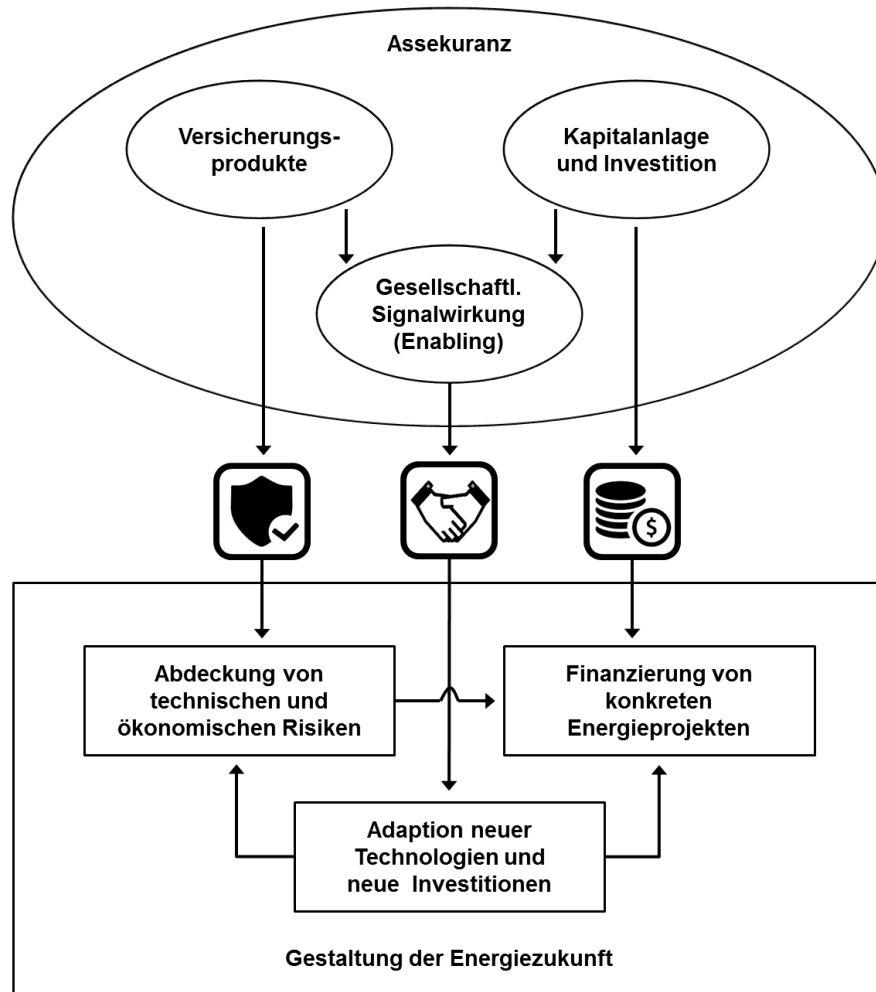 Assekuranz
Versicherungs-
produkte
Kapitalanlage
und Investition
Gesellschaftl.
Signalwirkung
(Enabling)
$
Abdeckung von
technischen und
ökonomischen Risiken
Finanzierung von
konkreten
Energieprojekten
Adaption neuer
Technologien und
neue Investitionen
Gestaltung der Energiezukunft